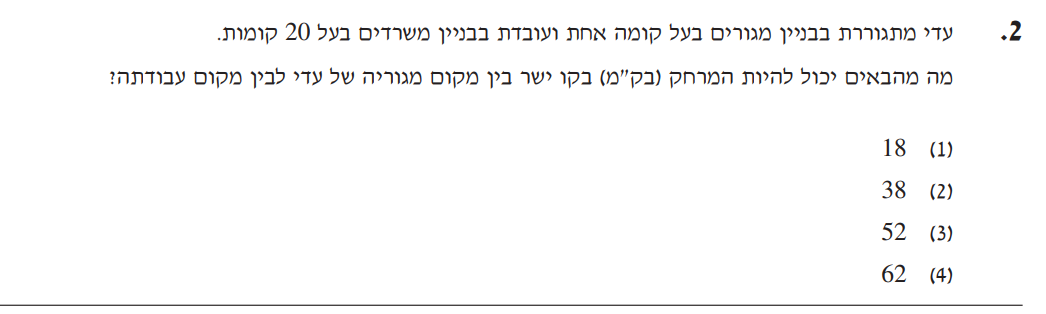 2. עדי מתגוררת בבניין מגורים בעל קומה אחת ועובדת בבניין משרדים בעל 20 קומות.
מה מהבאים יכול להיות המרחק (בק"מ) בקו ישר בין מקום מגוריה של עדי לבין מקום עבודתה?
(1) 18
(2) 38
(3) 52
(4) 62